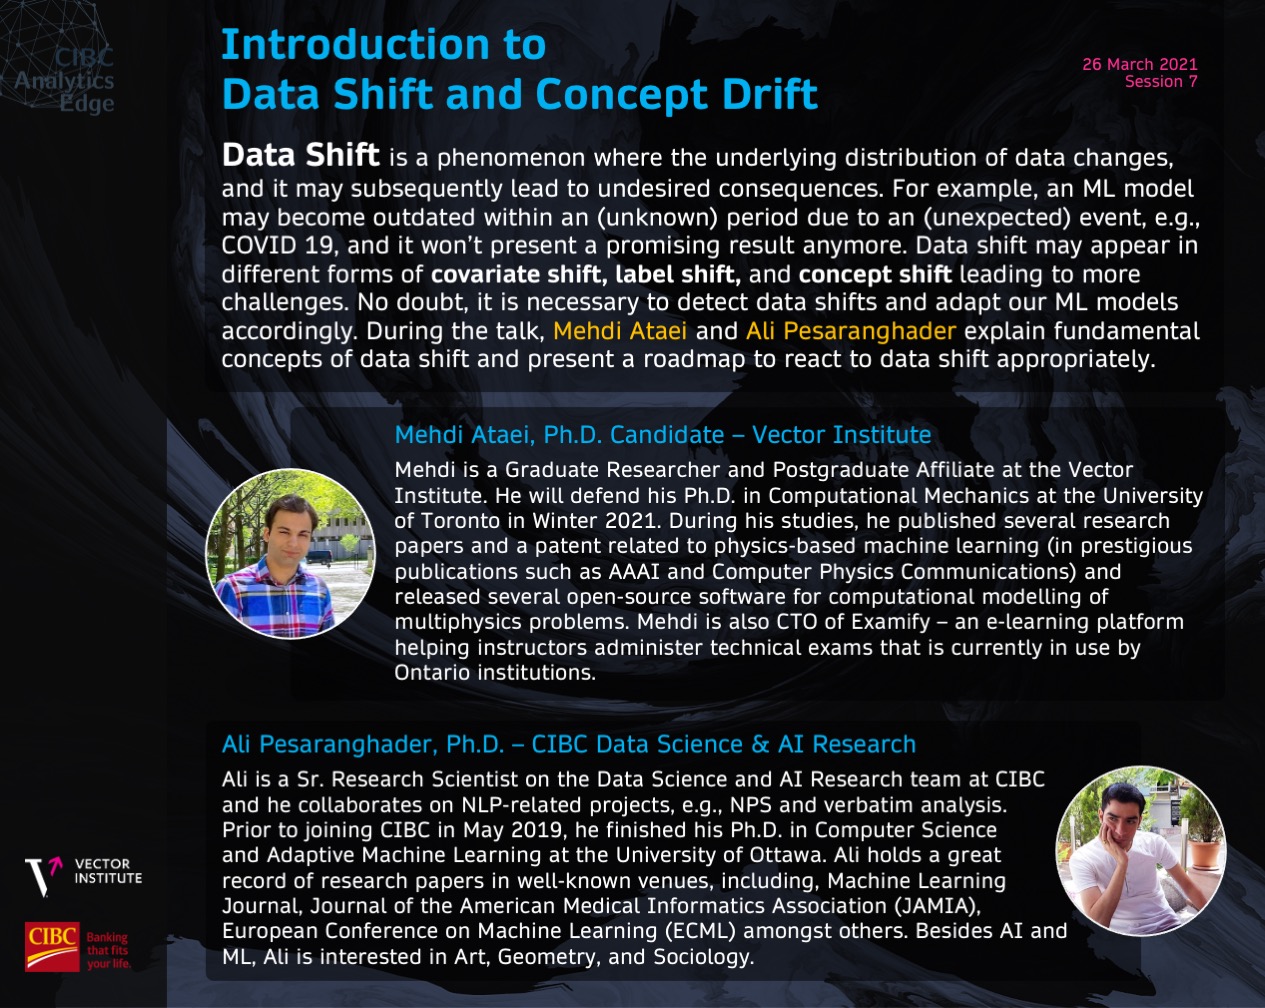 CIBC
Analytics
Edge
Introduction to
Data Shift and Concept Drift
26 March 2021
Session 7
Data Shift is a phenomenon where the underlying distribution of data changes,
and it may subsequently lead to undesired consequences. For example, an ML model
may become outdated within an (unknown) period due to an (unexpected) event, e.g.,
COVID 19, and it won't present a promising result anymore. Data shift may appear in
different forms of covariate shift, label shift, and concept shift leading to more
challenges. No doubt, it is necessary to detect data shifts and adapt our ML models
accordingly. During the talk, Mehdi Ataei and Ali Pesaranghader explain fundamental
concepts of data shift and present a roadmap to react to data shift appropriately.
Mehdi Ataei, Ph.D. Candidate – Vector Institute
Mehdi is a Graduate Researcher and Postgraduate Affiliate at the Vector
Institute. He will defend his Ph.D. in Computational Mechanics at the University
of Toronto in Winter 2021. During his studies, he published several research
papers and a patent related to physics-based machine learning (in prestigious
publications such as AAAI and Computer Physics Communications) and
released several open-source software for computational modelling of
multiphysics problems. Mehdi is also CTO of Examify – an e-learning platform
helping instructors administer technical exams that is currently in use by
Ontario institutions.
Ali Pesaranghader, Ph.D. – CIBC Data Science & AI Research
Ali is a Sr. Research Scientist on the Data Science and AI Research team at CIBC
and he collaborates on NLP-related projects, e.g., NPS and verbatim analysis.
Prior to joining CIBC in May 2019, he finished his Ph.D. in Computer Science
and Adaptive Machine Learning at the University of Ottawa. Ali holds a great
record of research papers in well-known venues, including, Machine Learning
Journal, Journal of the American Medical Informatics Association (JAMIA),
European Conference on Machine Learning (ECML) amongst others. Besides AI and
ML, Ali is interested in Art, Geometry, and Sociology.
VECTOR
INSTITUTE
CIBC
Banking
that fits
your life.